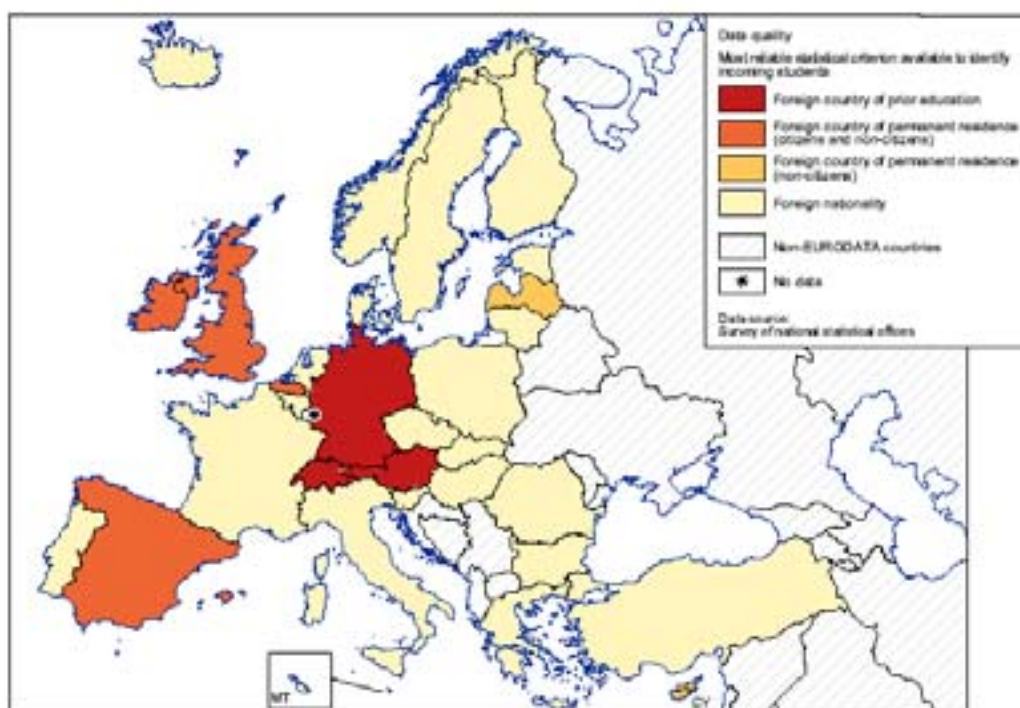 Data quality
Most reliable statistical criterion available to identify
incoming students
Foreign country of prior education
Foreign country of permanent residence
(citizens and non-citizens)
Foreign country of permanent residence
(non-citizens)
Foreign nationality
Non-EURODATA countries
No data
Data source:
Survey of national statistical offices
MT
CY